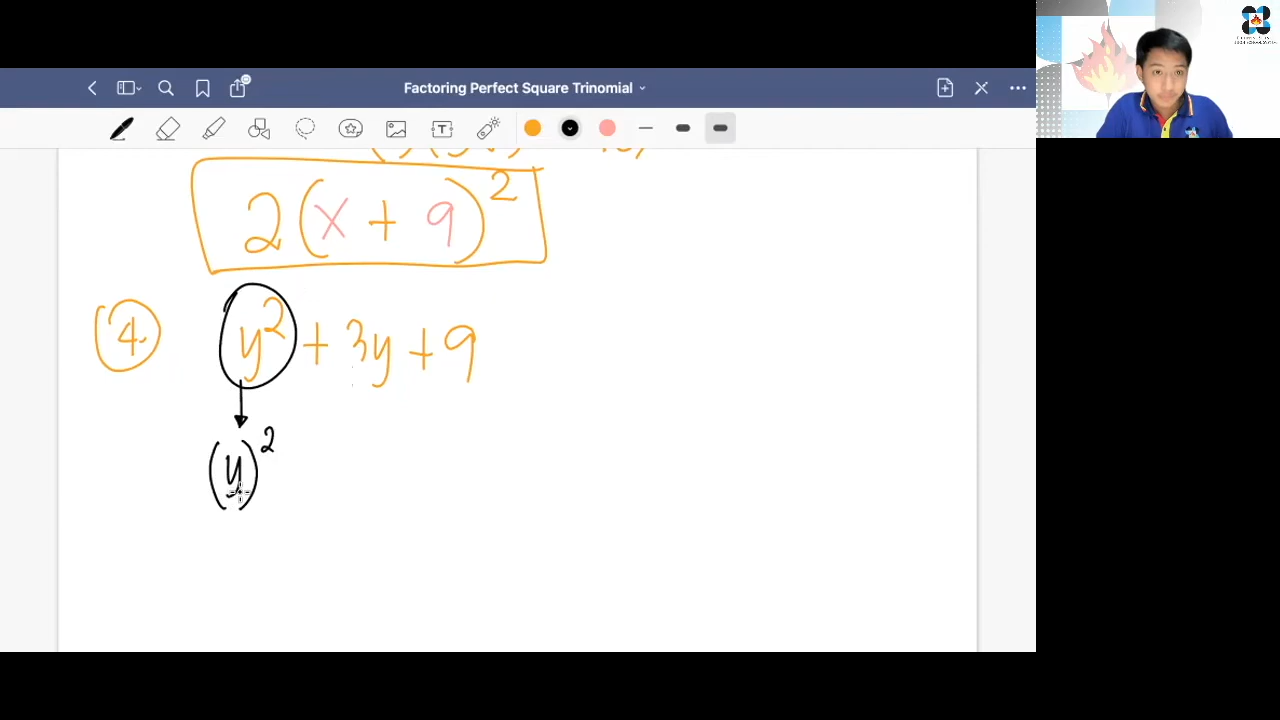 Factoring Perfect Square Trinomial
T
2(x + 9)²
4. y² + 3y + 9
(y)²